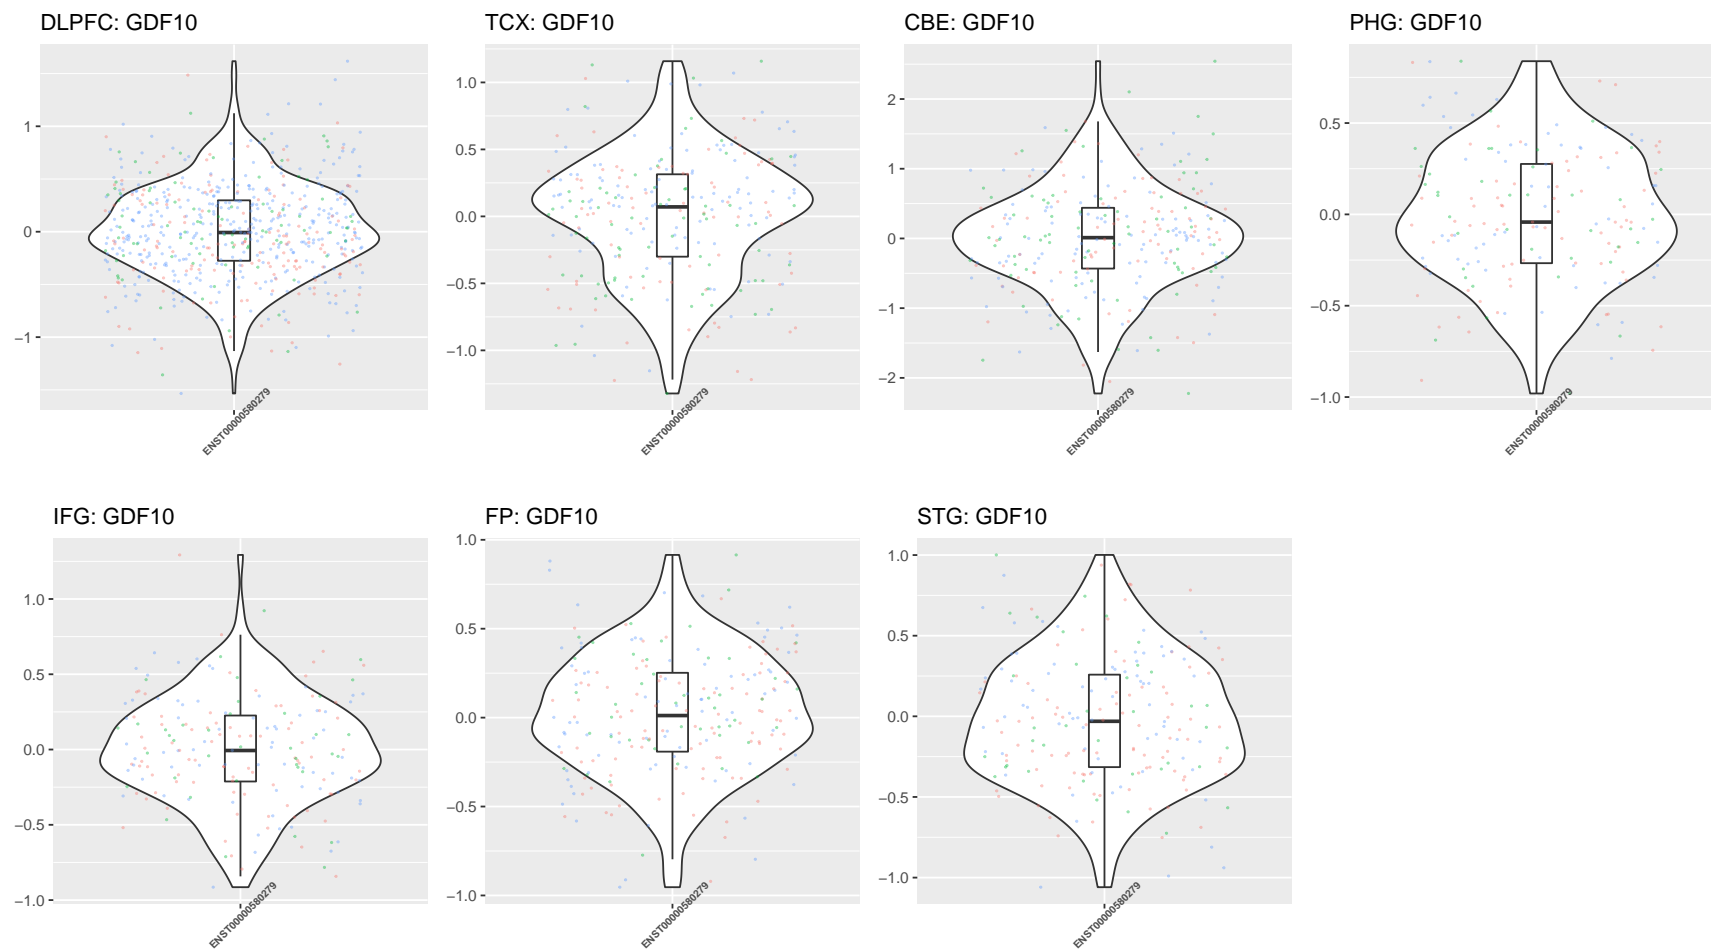 DLPFC: GDF10
TCX: GDF10
CBE: GDF10
PHG: GDF10
1
0
−1
ENST00000580279
1.0
0.5
0.0
−0.5
−1.0
ENST00000580279
2
1
0
−1
−2
ENST00000580279
0.5
0.0
−0.5
−1.0
ENST00000580279
IFG: GDF10
FP: GDF10
STG: GDF10
1.0
0.5
0.0
−0.5
−1.0
ENST00000580279
1.0
0.5
0.0
−0.5
−1.0
ENST00000580279
1.0
0.5
0.0
−0.5
−1.0
ENST00000580279